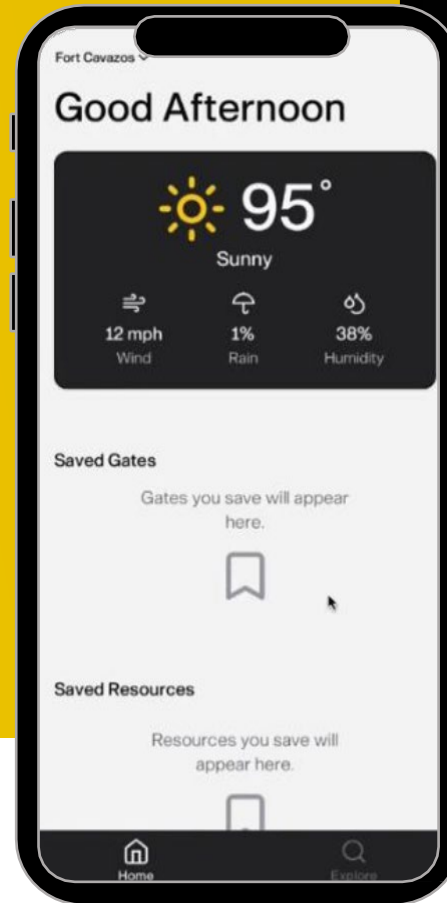 Fort Cavazos
Good Afternoon
95°
Sunny
12 mph 1% 38%
Wind Rain Humidity
Saved Gates
Gates you save will appear
here.
Saved Resources
Resources you save will
appear here.
Home Explore